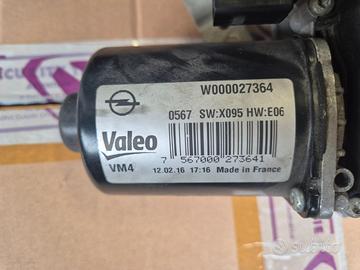 W000027364
0567 SW:X095 HW:E06
Valeo
7 567000 273641
VM4
12.02.16 17:16 Made in France
subito